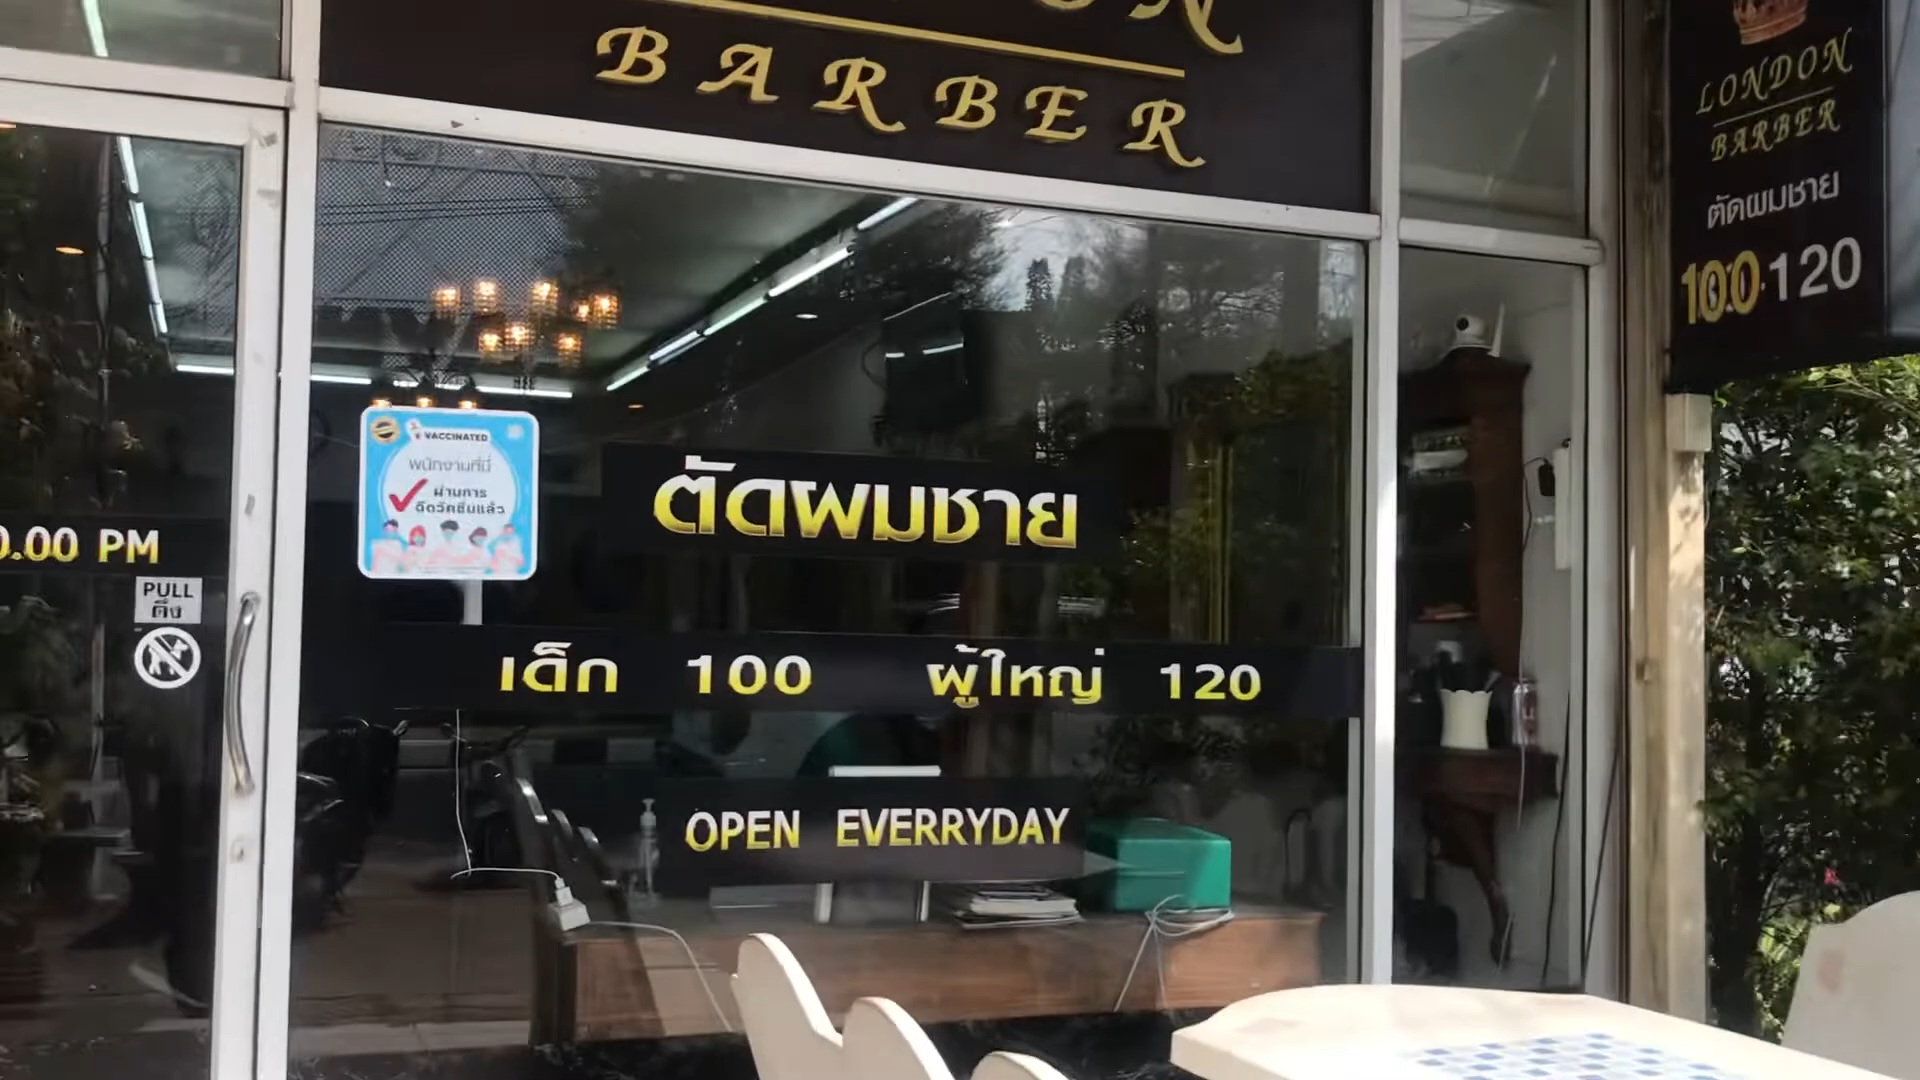 BARBER
LONDON
BARBER
ตัดผมชาย
100.120
VACCINATED
พนักงานที่นี่
ผ่านการ
ฉีดวัคซีนแล้ว
ตัดผมชาย
0.00 PM
PULL
ดึง
เด็ก 100 ผู้ใหญ่ 120
OPEN EVERRYDAY